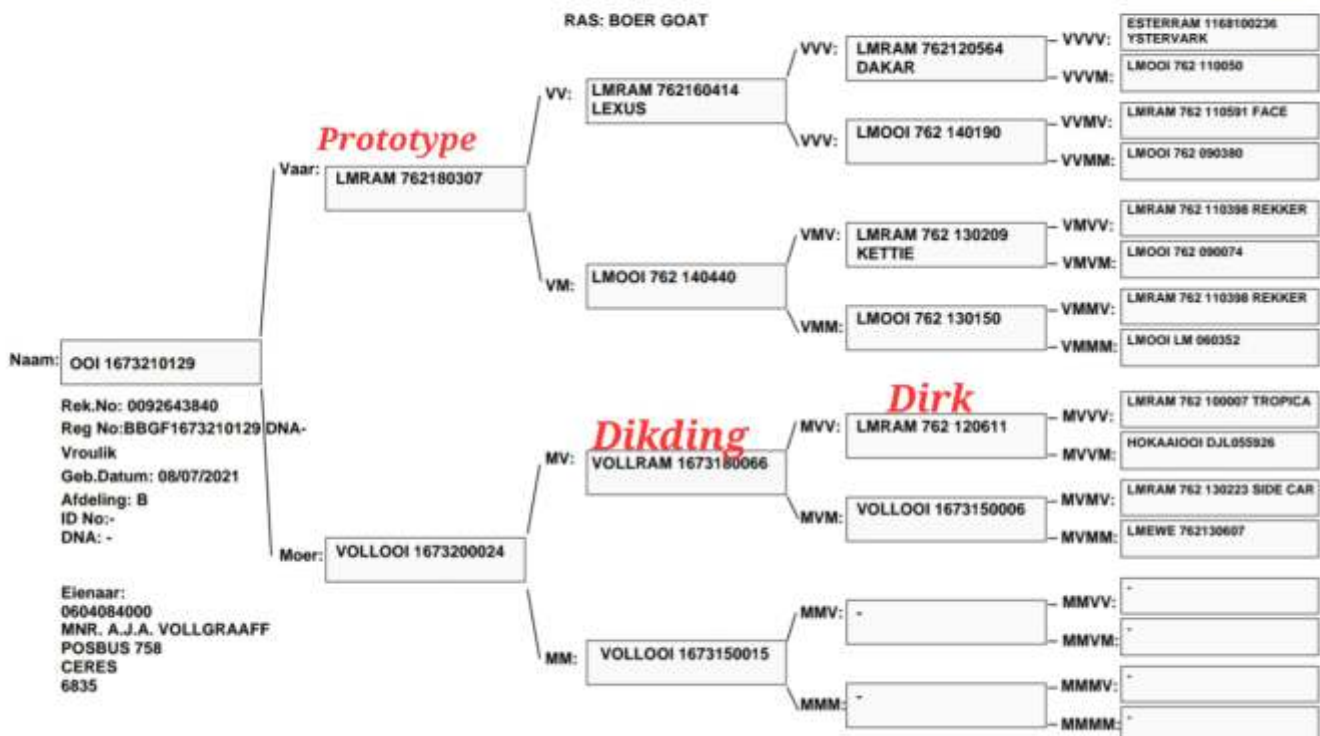 RAS: BOER GOAT
Naam: OOI 1673210129
Rek.No: 0092643840
Reg No:BBGF1673210129 DNA-
Vroulik
Geb.Datum: 08/07/2021
Afdeling: B
ID No:-
DNA: -
Eienaar:
0604084000
MNR. A.J.A. VOLLGRAAFF
POSBUS 758
CERES
6835
Prototype
Vaar: LMRAM 762180307
Moer: VOLLOOI 1673200024
VV: LMRAM 762160414
LEXUS
VM: LMOOI 762 140440
Dikding
MV: VOLLRAM 1673180066
MM: VOLLOOI 1673150015
VVV: LMRAM 762120564
DAKAR
VVV: LMOOI 762 140190
VMV: LMRAM 762 130209
KETTIE
VMM: LMOOI 762 130150
Dirk
MVV: LMRAM 762 120611
MVM: VOLLOOI 1673150006
MMV: -
MMM: -
VVVV: ESTERRAM 1168100236
YSTERVARK
VVVM: LMOOI 762 110050
VVMV: LMRAM 762 110591 FACE
VVMM: LMOOI 762 090380
VMVV: LMRAM 762 110398 REKKER
VMVM: LMOOI 762 090074
VMMV: LMRAM 762 110398 REKKER
VMMM: LMOOI LM 060352
MVVV: LMRAM 762 100007 TROPICA
MVVM: HOKAAIOOI DJL055926
MVMV: LMRAM 762 130223 SIDE CAR
MVMM: LMEWE 762130607
MMVV: -
MMVM: -
MMMV: -
MMMM: -